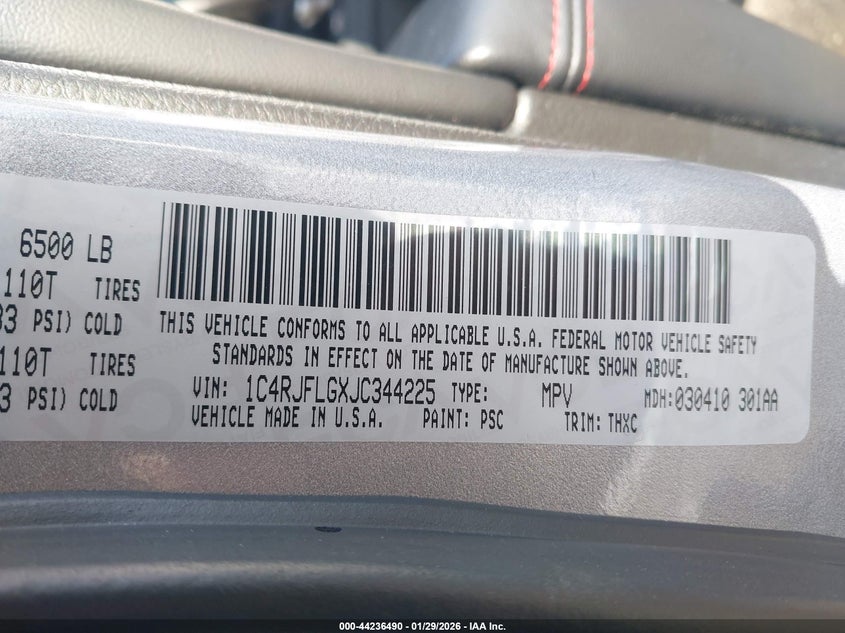 6500 LB
110T TIRES
33 PSI) COLD
110T TIRES
3 PSI) COLD
THIS VEHICLE CONFORMS TO ALL APPLICABLE U.S.A. FEDERAL MOTOR VEHICLE SAFETY
STANDARDS IN EFFECT ON THE DATE OF MANUFACTURE SHOWN ABOVE.
VIN: 1C4RJFLGXJC344225 TYPE: MPV MDH:030410 301AA
VEHICLE MADE IN U.S.A. PAINT: PSC TRIM: THXC
000-44236490 - 01/29/2026 - IAA Inc.